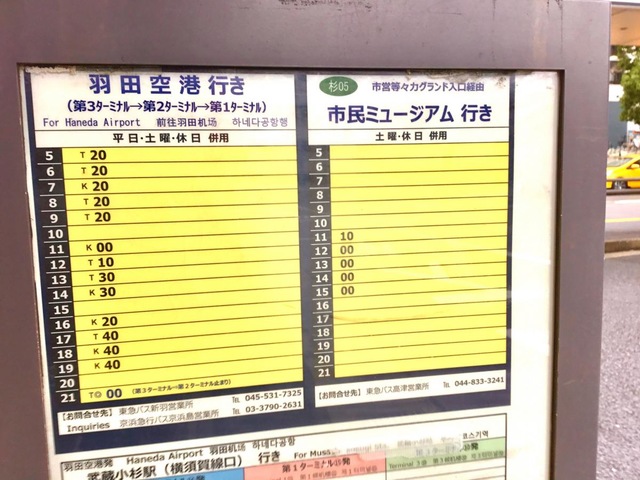 羽田空港 行き
(第3ターミナル→第2ターミナル→第1ターミナル)
For Haneda Airport 前往羽田机场 하네다공항행
平日・土曜・休日 併用
5 T 20
6 T 20
7 K 20
8 T 20
9 T 20
10
11 K 00
12 T 10
13 T 30
14 K 30
15
16 K 20
17 T 40
18 K 40
19 K 40
20
21 T◎ 00 (第3ターミナル→第2ターミナル止まり)
【お問合せ先】 東急バス新羽営業所 TEL 045-531-7325
Inquiries 京浜急行バス京浜島営業所 TEL 03-3790-2631
杉05 市営等々力グランド入口経由
市民ミュージアム 行き
土曜・休日 併用
5
6
7
8
9
10
11 10
12 00
13 00
14 00
15 00
16
17
18
19
20
21
【お問合せ先】 東急バス高津営業所 TEL 044-833-3241
羽田空港発 Haneda Airport 羽田机场 하네다공항
武蔵小杉駅(横須賀線口) 行き For Mus
第1ターミナル⑮発